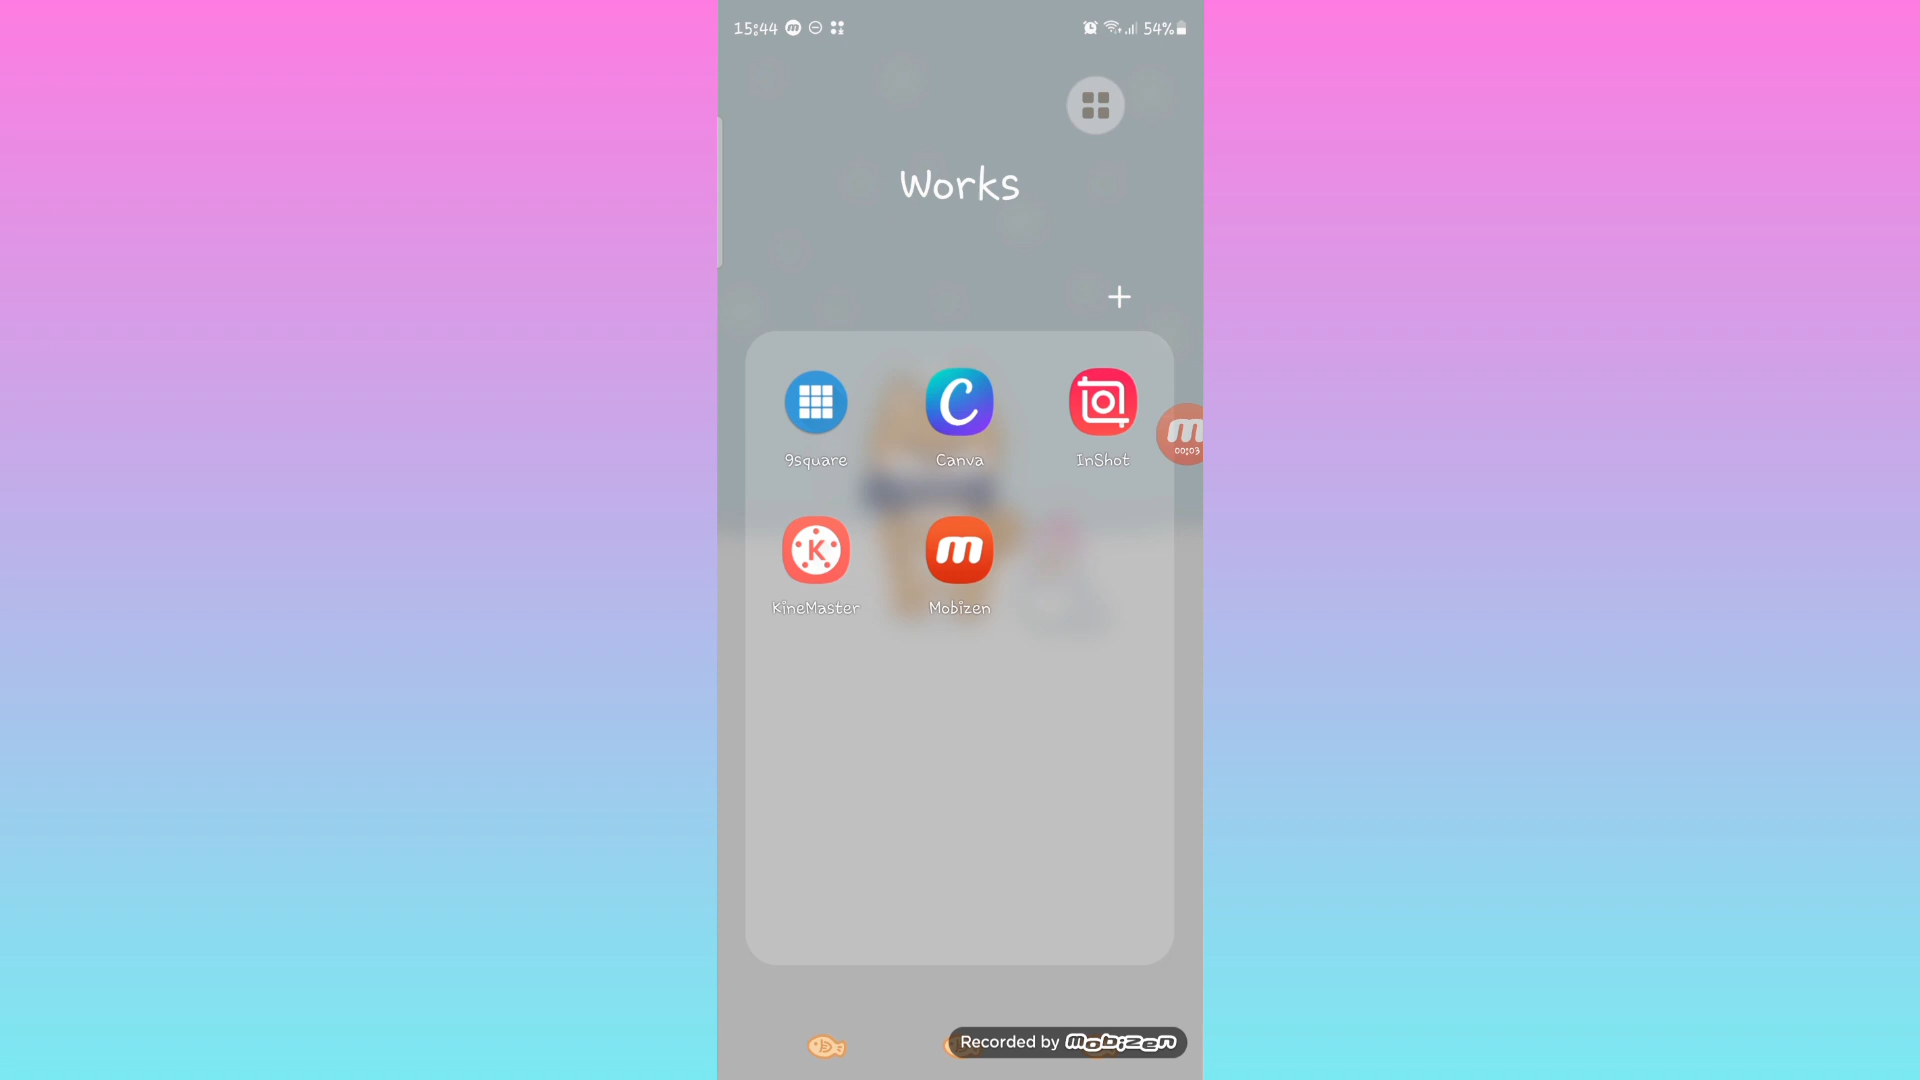 15:44 m 54%
Works
9square Canva InShot
m
00:03
K m
KineMaster Mobizen
Recorded by mobizen